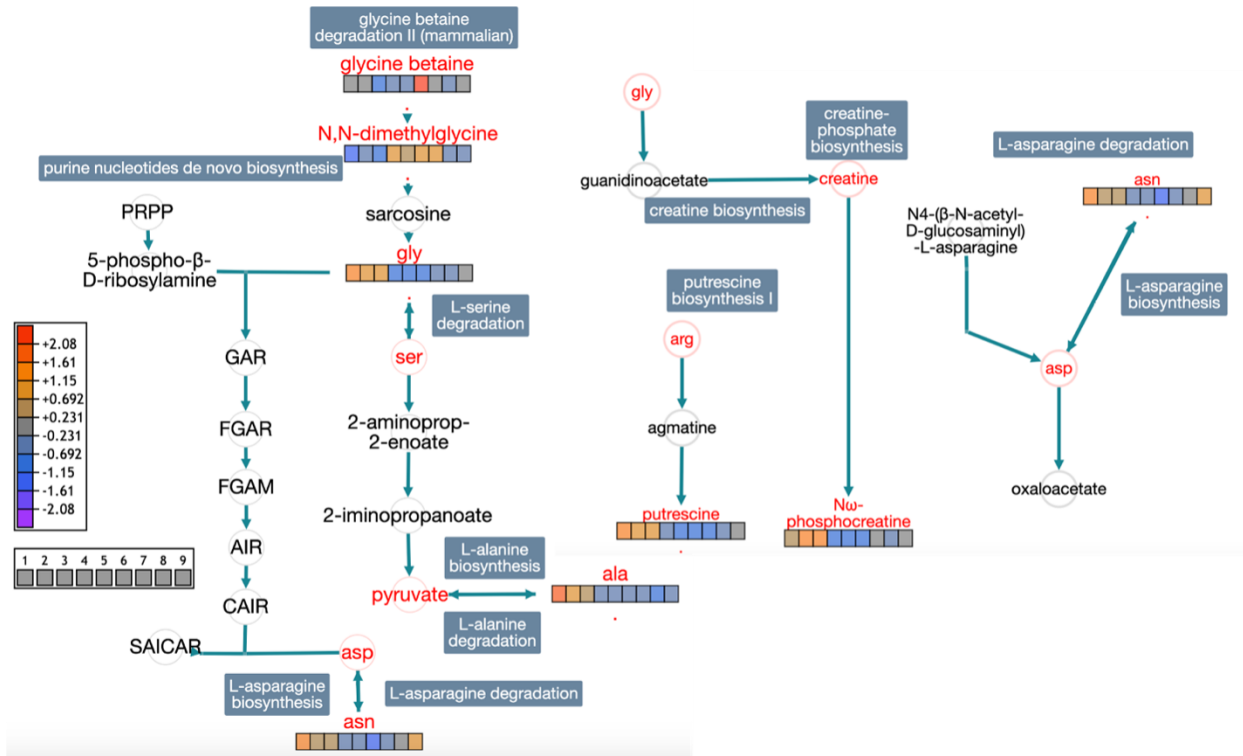 glycine betaine
degradation II (mammalian)
glycine betaine
N,N-dimethylglycine
purine nucleotides de novo biosynthesis
PRPP
sarcosine
5-phospho-β-
D-ribosylamine
gly
L-serine
degradation
GAR
ser
FGAR
2-aminoprop-
2-enoate
FGAM
2-iminopropanoate
AIR
L-alanine
biosynthesis
CAIR
pyruvate
ala
L-alanine
degradation
SAICAR
asp
L-asparagine
biosynthesis
L-asparagine degradation
asn
+2.08
+1.61
+1.15
+0.692
+0.231
-0.231
-0.692
-1.15
-1.61
-2.08
1 2 3 4 5 6 7 8 9
gly
creatine-
phosphate
biosynthesis
guanidinoacetate
creatine
creatine biosynthesis
putrescine
biosynthesis I
arg
agmatine
putrescine
Nω-
phosphocreatine
L-asparagine degradation
asn
N4-(β-N-acetyl-
D-glucosaminyl)
-L-asparagine
L-asparagine
biosynthesis
asp
oxaloacetate